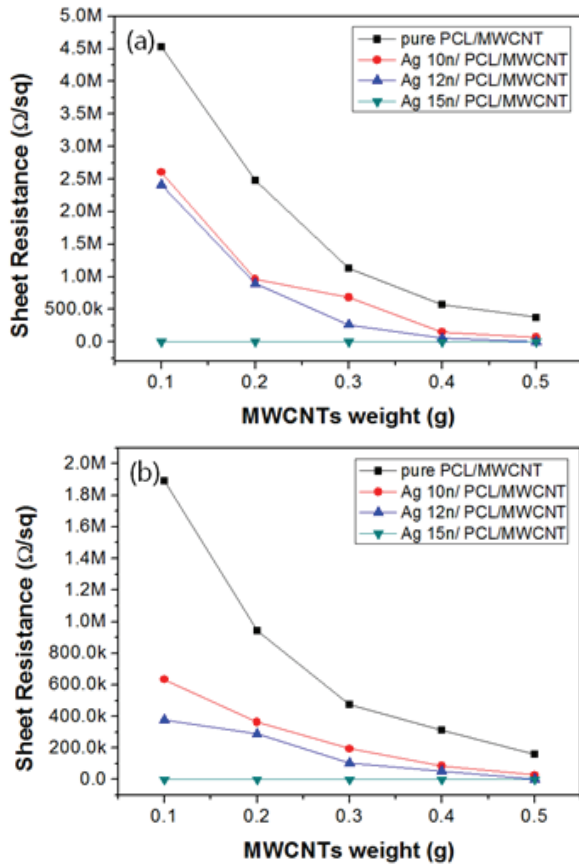 (a)
pure PCL/MWCNT
Ag 10n/ PCL/MWCNT
Ag 12n/ PCL/MWCNT
Ag 15n/ PCL/MWCNT
Sheet Resistance (Ω/sq)
5.0M
4.5M
4.0M
3.5M
3.0M
2.5M
2.0M
1.5M
1.0M
500.0k
0.0
0.1 0.2 0.3 0.4 0.5
MWCNTs weight (g)
(b)
pure PCL/MWCNT
Ag 10n/ PCL/MWCNT
Ag 12n/ PCL/MWCNT
Ag 15n/ PCL/MWCNT
Sheet Resistance (Ω/sq)
2.0M
1.8M
1.6M
1.4M
1.2M
1.0M
800.0k
600.0k
400.0k
200.0k
0.0
0.1 0.2 0.3 0.4 0.5
MWCNTs weight (g)